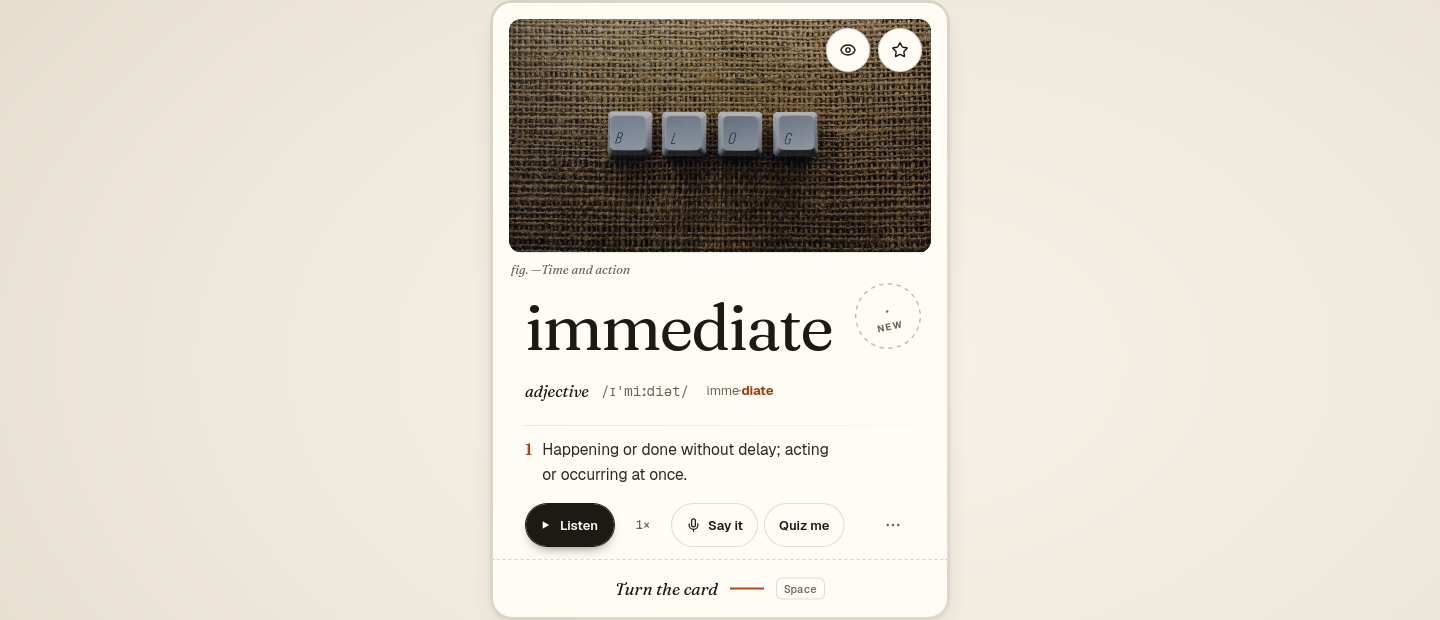 B L O G
fig. —Time and action
immediate
· NEW
adjective /ɪˈmiːdiət/ imme·diate
1 Happening or done without delay; acting
or occurring at once.
Listen 1× Say it Quiz me ···
Turn the card Space